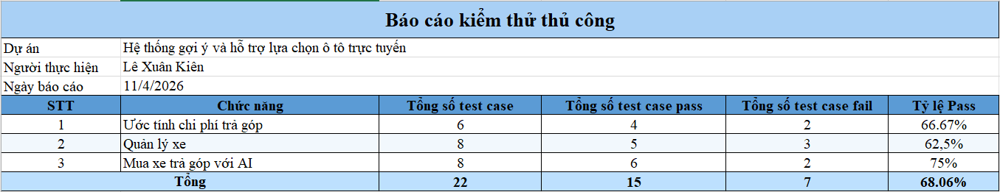 Báo cáo kiểm thử thủ công
Dự án Hệ thống gợi ý và hỗ trợ lựa chọn ô tô trực tuyến
Người thực hiện Lê Xuân Kiên
Ngày báo cáo 11/4/2026
STT Chức năng Tổng số test case Tổng số test case pass Tổng số test case fail Tỷ lệ Pass
1 Ước tính chi phí trả góp 6 4 2 66.67%
2 Quản lý xe 8 5 3 62,5%
3 Mua xe trả góp với AI 8 6 2 75%
Tổng 22 15 7 68.06%